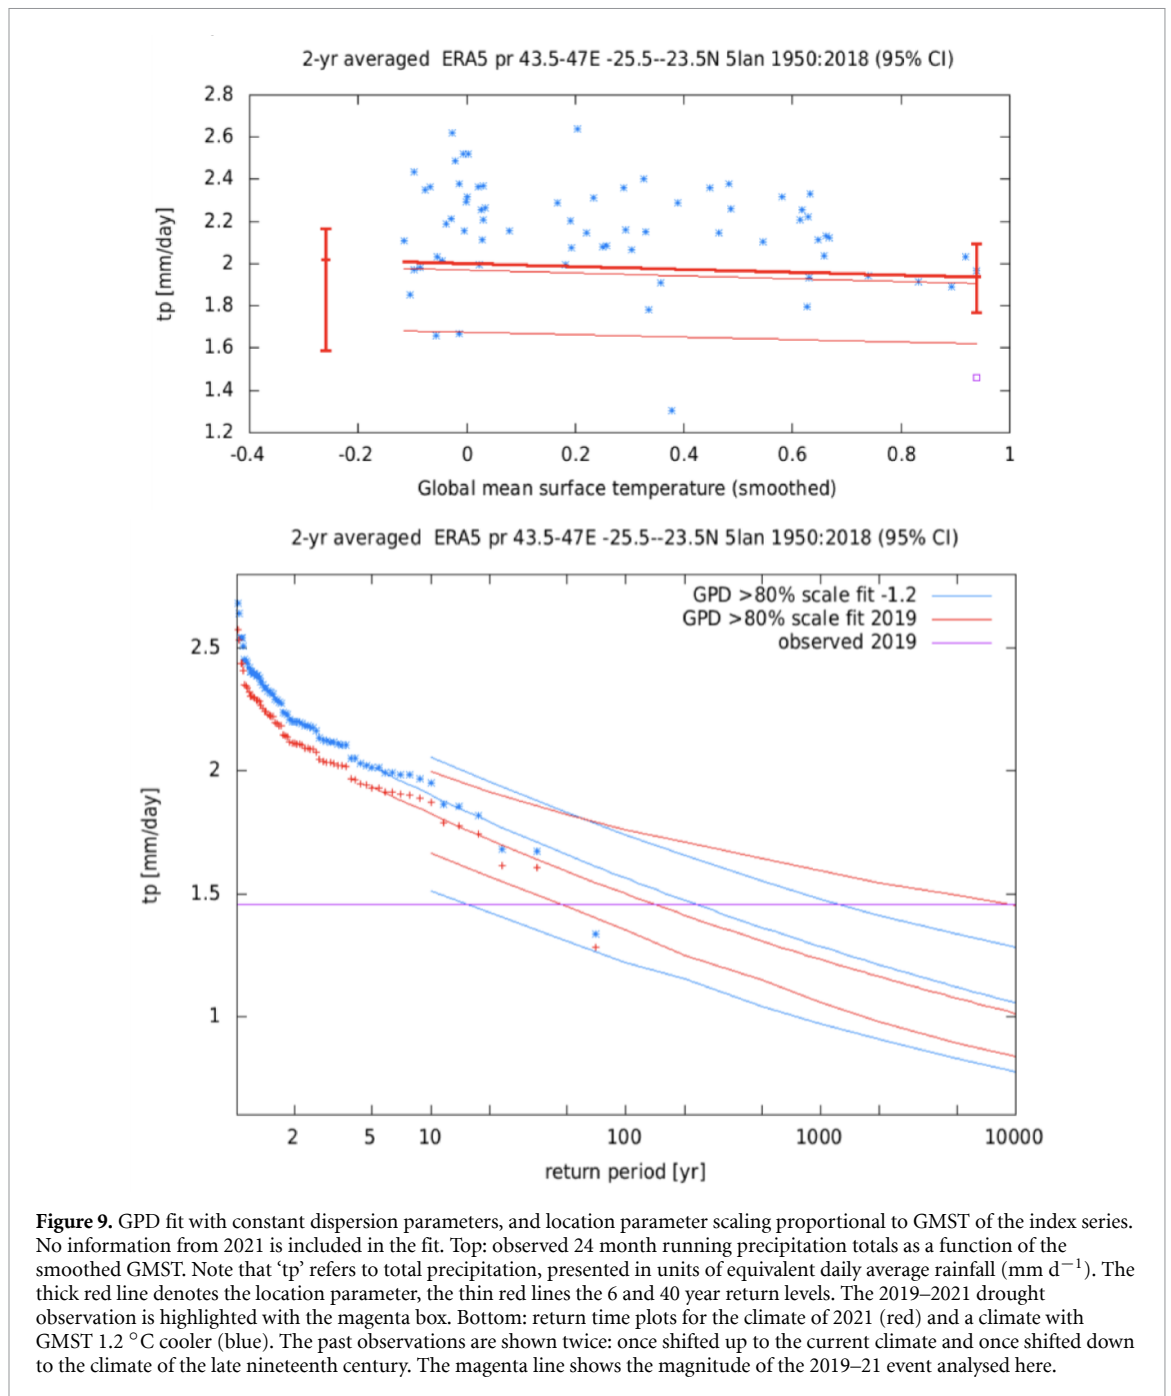 2-yr averaged ERA5 pr 43.5-47E -25.5--23.5N 5lan 1950:2018 (95% CI)
2.8
2.6
2.4
2.2
2
1.8
1.6
1.4
1.2
tp [mm/day]
-0.4 -0.2 0 0.2 0.4 0.6 0.8 1
Global mean surface temperature (smoothed)
2-yr averaged ERA5 pr 43.5-47E -25.5--23.5N 5lan 1950:2018 (95% CI)
GPD >80% scale fit -1.2
GPD >80% scale fit 2019
observed 2019
2.5
2
1.5
1
tp [mm/day]
2 5 10 100 1000 10000
return period [yr]
Figure 9. GPD fit with constant dispersion parameters, and location parameter scaling proportional to GMST of the index series.
No information from 2021 is included in the fit. Top: observed 24 month running precipitation totals as a function of the
smoothed GMST. Note that ‘tp’ refers to total precipitation, presented in units of equivalent daily average rainfall (mm d⁻¹). The
thick red line denotes the location parameter, the thin red lines the 6 and 40 year return levels. The 2019–2021 drought
observation is highlighted with the magenta box. Bottom: return time plots for the climate of 2021 (red) and a climate with
GMST 1.2 °C cooler (blue). The past observations are shown twice: once shifted up to the current climate and once shifted down
to the climate of the late nineteenth century. The magenta line shows the magnitude of the 2019–21 event analysed here.